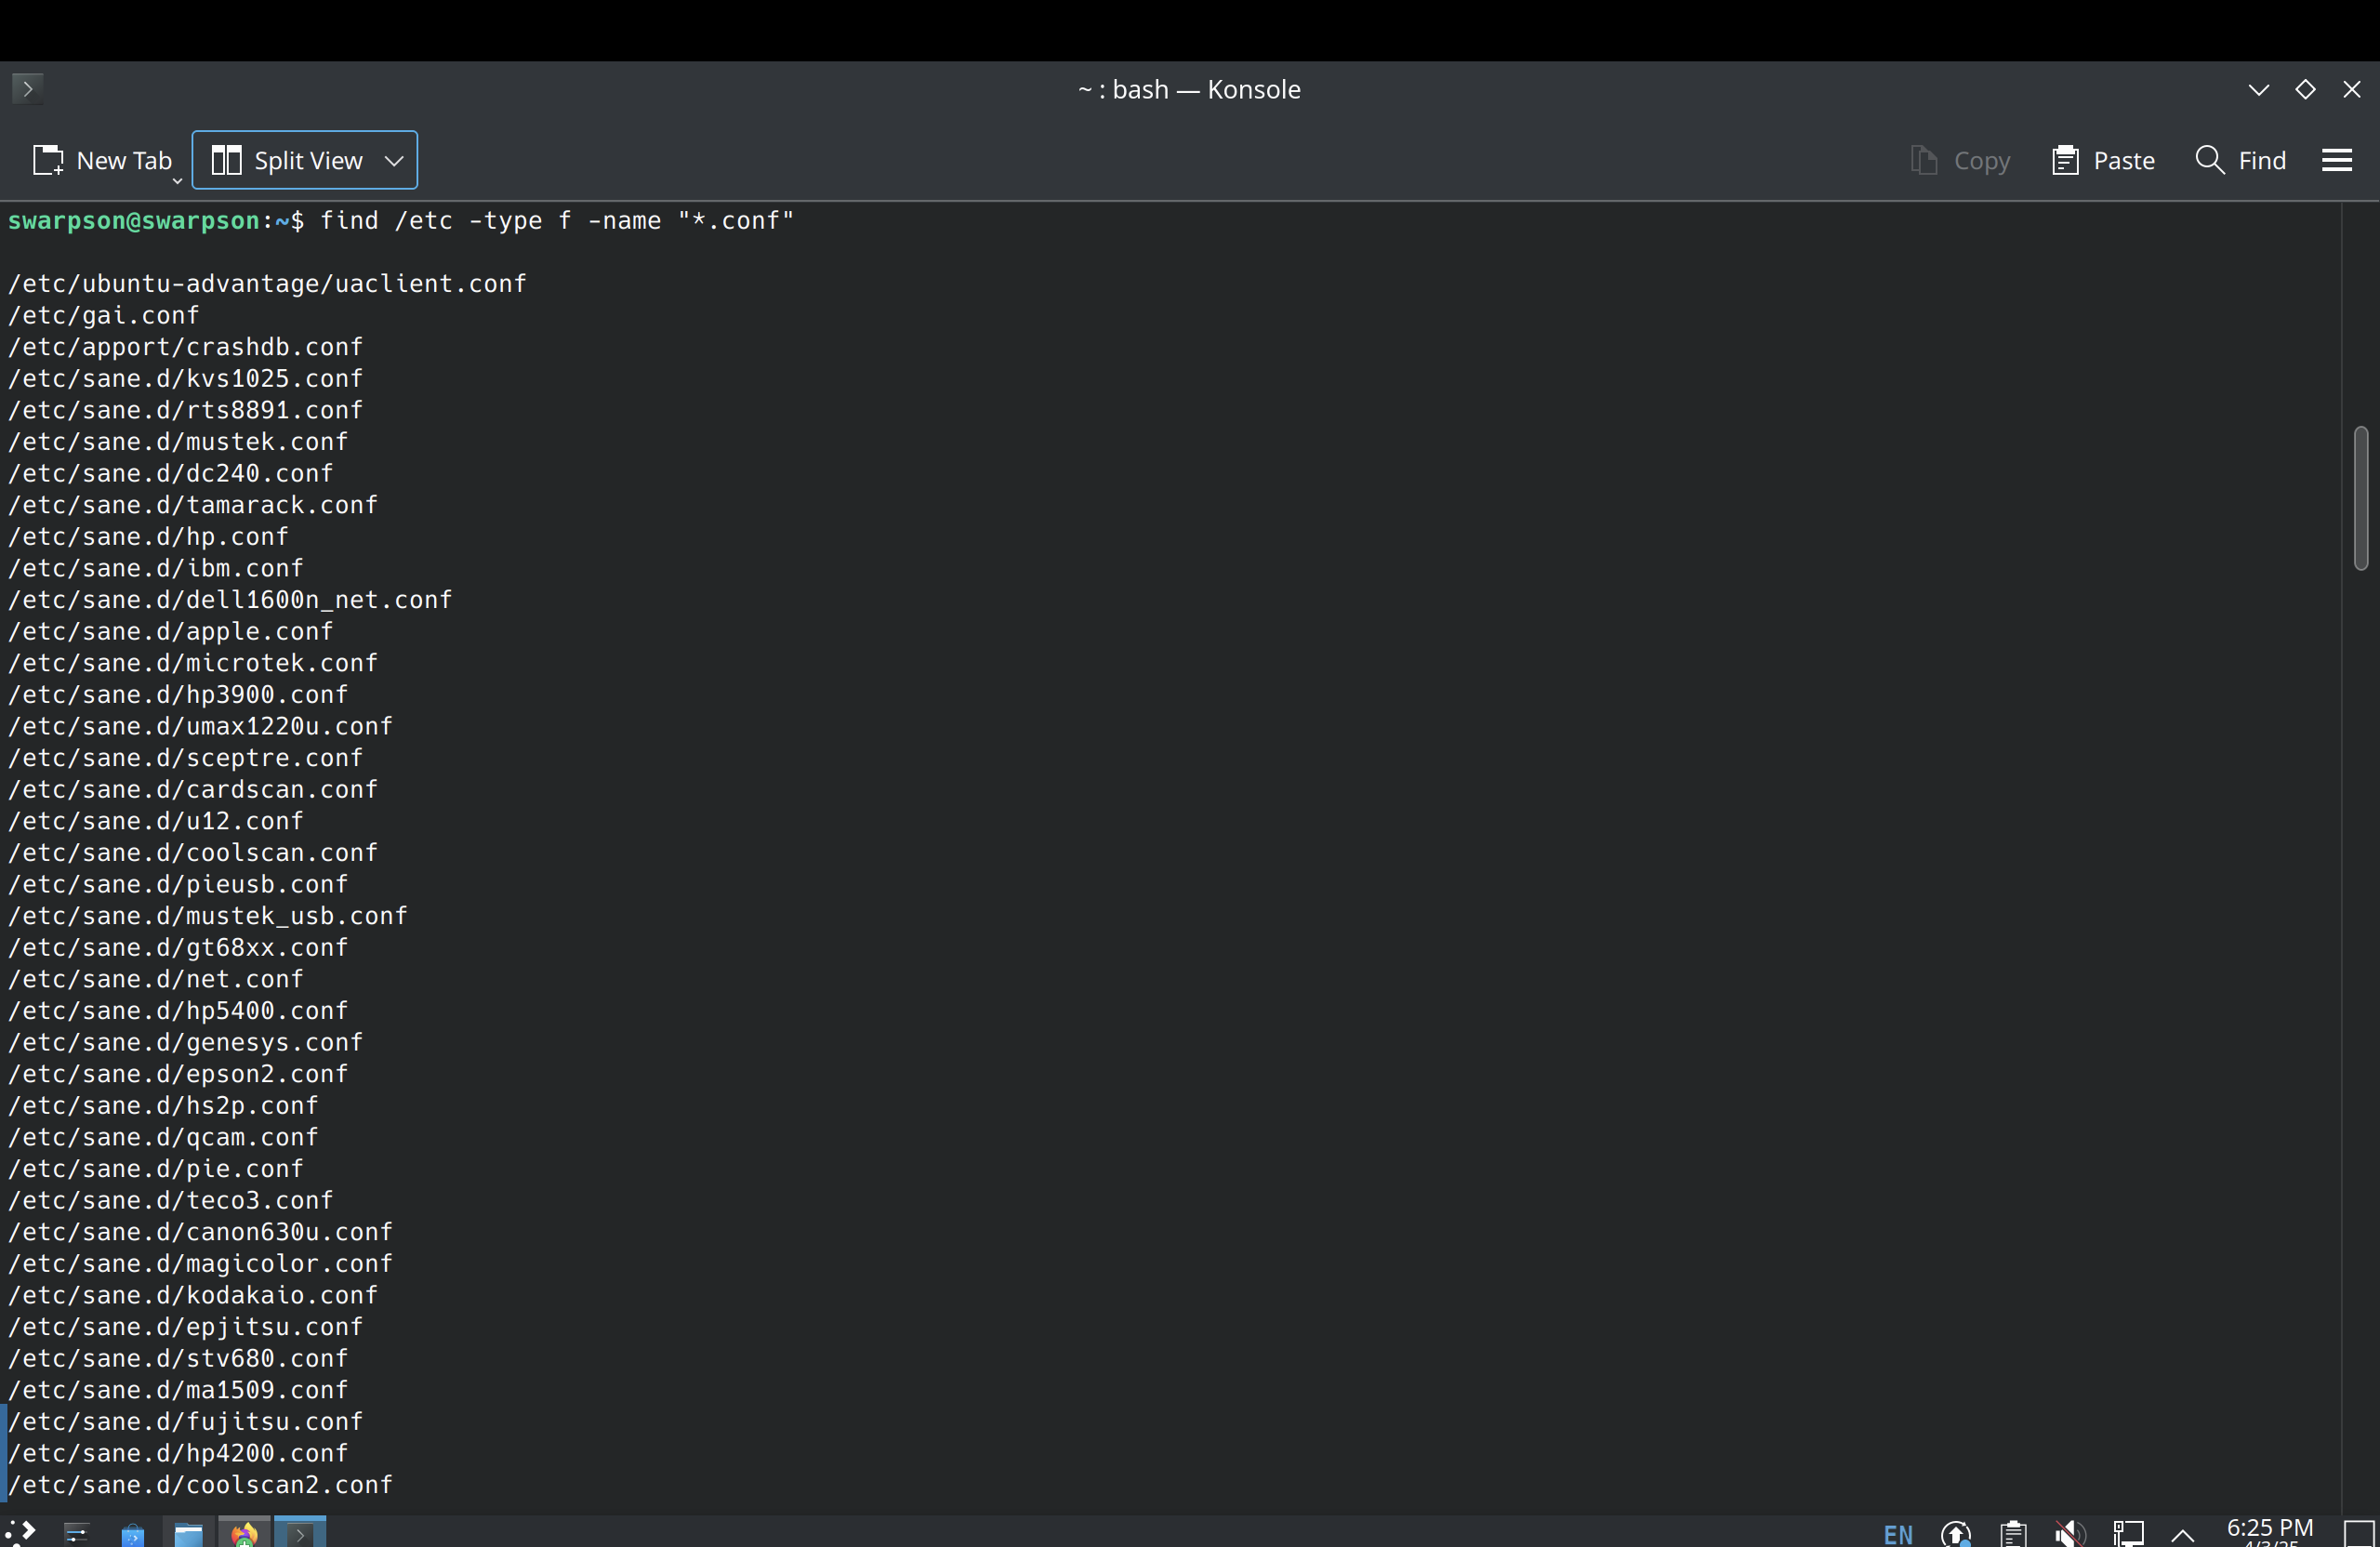 ~ : bash — Konsole
New Tab
Split View
Copy
Paste
Find
swarpson@swarpson:~$ find /etc -type f -name "*.conf"
/etc/ubuntu-advantage/uaclient.conf
/etc/gai.conf
/etc/apport/crashdb.conf
/etc/sane.d/kvs1025.conf
/etc/sane.d/rts8891.conf
/etc/sane.d/mustek.conf
/etc/sane.d/dc240.conf
/etc/sane.d/tamarack.conf
/etc/sane.d/hp.conf
/etc/sane.d/ibm.conf
/etc/sane.d/dell1600n_net.conf
/etc/sane.d/apple.conf
/etc/sane.d/microtek.conf
/etc/sane.d/hp3900.conf
/etc/sane.d/umax1220u.conf
/etc/sane.d/sceptre.conf
/etc/sane.d/cardscan.conf
/etc/sane.d/u12.conf
/etc/sane.d/coolscan.conf
/etc/sane.d/pieusb.conf
/etc/sane.d/mustek_usb.conf
/etc/sane.d/gt68xx.conf
/etc/sane.d/net.conf
/etc/sane.d/hp5400.conf
/etc/sane.d/genesys.conf
/etc/sane.d/epson2.conf
/etc/sane.d/hs2p.conf
/etc/sane.d/qcam.conf
/etc/sane.d/pie.conf
/etc/sane.d/teco3.conf
/etc/sane.d/canon630u.conf
/etc/sane.d/magicolor.conf
/etc/sane.d/kodakaio.conf
/etc/sane.d/epjitsu.conf
/etc/sane.d/stv680.conf
/etc/sane.d/ma1509.conf
/etc/sane.d/fujitsu.conf
/etc/sane.d/hp4200.conf
/etc/sane.d/coolscan2.conf
EN
6:25 PM
4/3/25